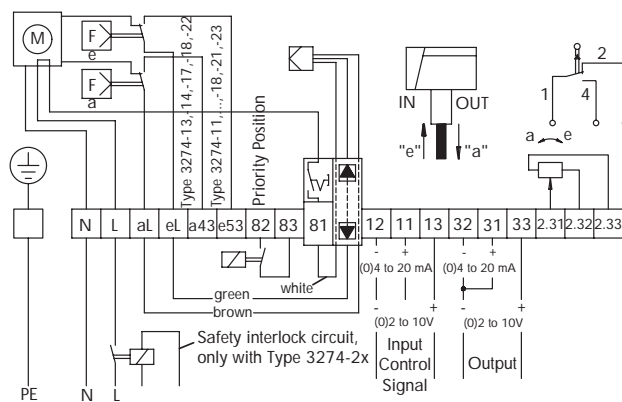 M
F
e
F
a
Type 3274-13,-14,-17,-18,-22
Type 3274-11,...,-18,-21,-23
Priority Position
IN
OUT
"e"
"a"
2
1
4
a
e
N
L
aL
eL
a43
e53
82
83
81
12
11
13
32
31
33
2.31
2.32
2.33
- +
- +
(0)4 to 20 mA
(0)4 to 20 mA
white
green
brown
- +
- +
(0)2 to 10V
(0)2 to 10V
Safety interlock circuit,
only with Type 3274-2x
Input
Control
Signal
Output
PE
N
L